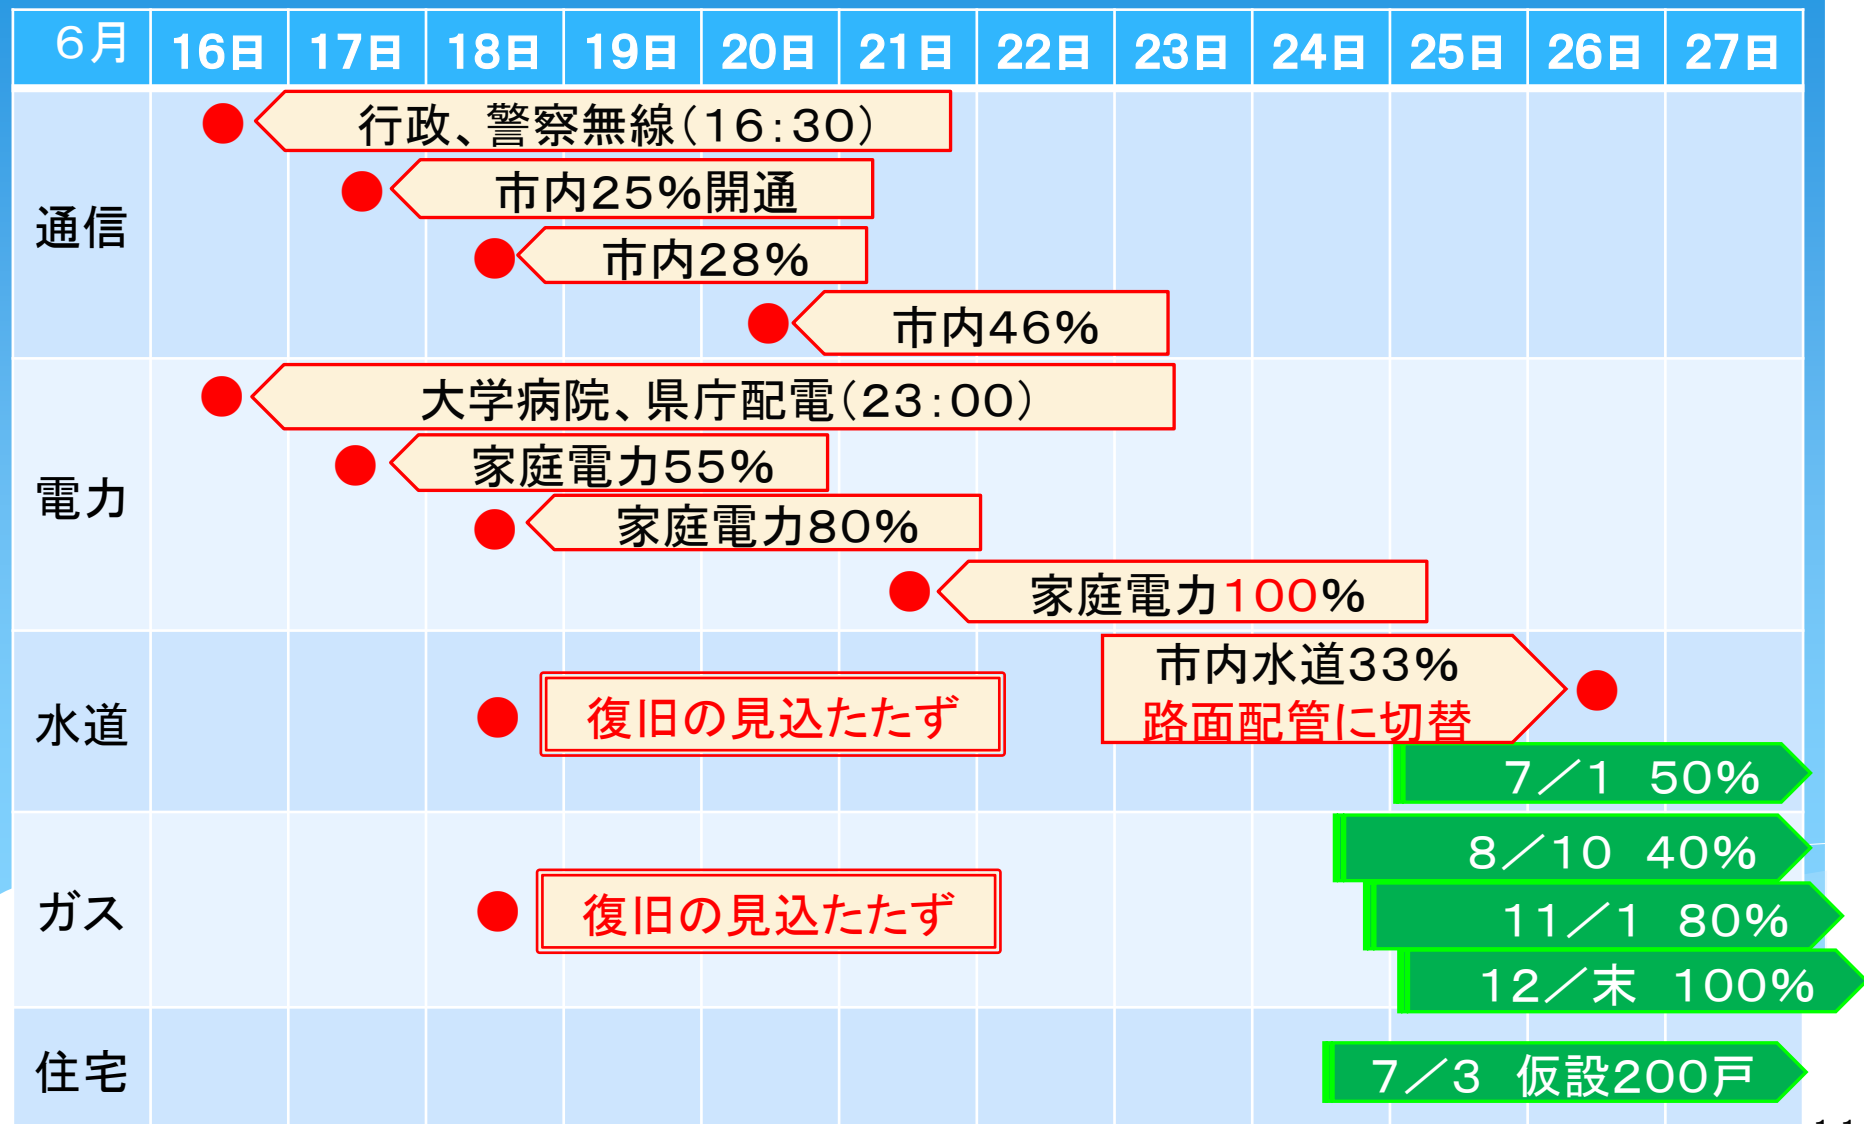 6月 16日 17日 18日 19日 20日 21日 22日 23日 24日 25日 26日 27日
通信
行政、警察無線(16:30)
市内25%開通
市内28%
市内46%
電力
大学病院、県庁配電(23:00)
家庭電力55%
家庭電力80%
家庭電力100%
水道
復旧の見込たたず
市内水道33%
路面配管に切替
7/1 50%
ガス
復旧の見込たたず
8/10 40%
11/1 80%
12/末 100%
住宅
7/3 仮設200戸